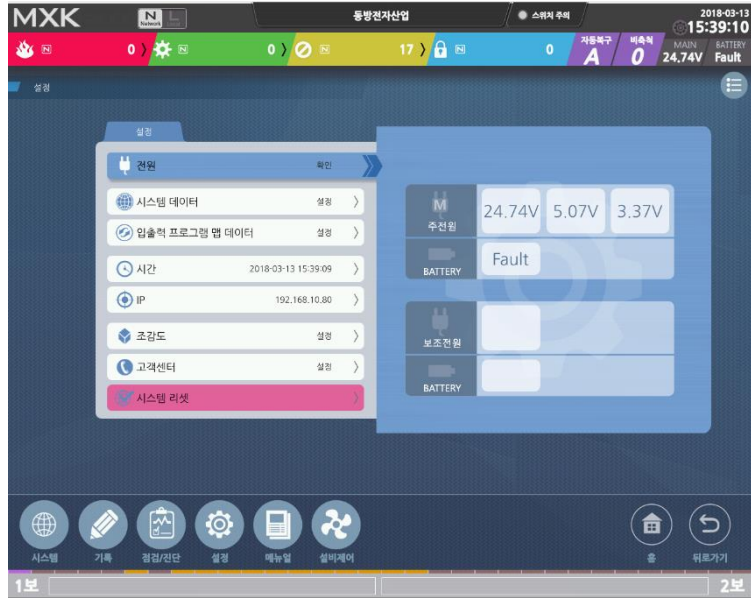 MXK N Network L Local 동방전자산업 스위치 주의 2018-03-13
15:39:10
N 0 N 0 N 17 N 0 자동복구 A 비축적 0 MAIN 24.74V BATTERY Fault
설정
설정
전원 확인
시스템 데이터 설정
입출력 프로그램 맵 데이터 설정
시간 2018-03-13 15:39:09
IP 192.168.10.80
조감도 설정
고객센터 설정
시스템 리셋
M
주전원 24.74V 5.07V 3.37V
BATTERY Fault
보조전원
BATTERY
시스템 기록 점검/진단 설정 메뉴얼 설비제어 홈 뒤로가기
1보 2보